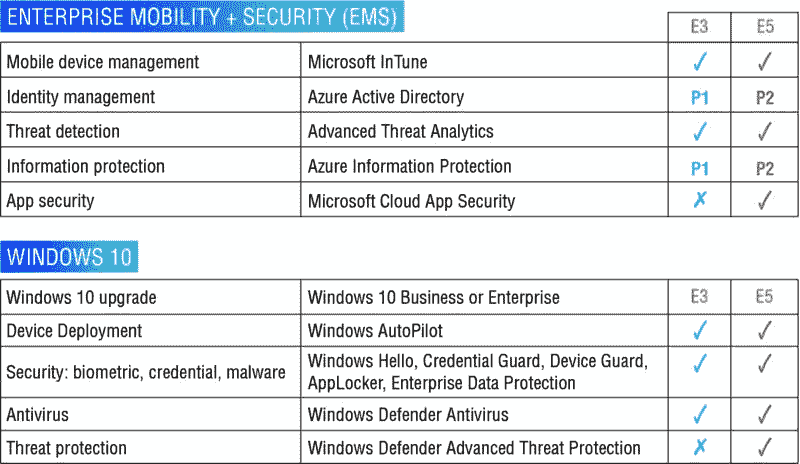 ENTERPRISE MOBILITY + SECURITY (EMS)
E3 E5
Mobile device management Microsoft InTune ✓ ✓
Identity management Azure Active Directory P1 P2
Threat detection Advanced Threat Analytics ✓ ✓
Information protection Azure Information Protection P1 P2
App security Microsoft Cloud App Security ✗ ✓
WINDOWS 10
Windows 10 upgrade Windows 10 Business or Enterprise E3 E5
Device Deployment Windows AutoPilot ✓ ✓
Security: biometric, credential, malware Windows Hello, Credential Guard, Device Guard, ✓ ✓
AppLocker, Enterprise Data Protection
Antivirus Windows Defender Antivirus ✓ ✓
Threat protection Windows Defender Advanced Threat Protection ✗ ✓